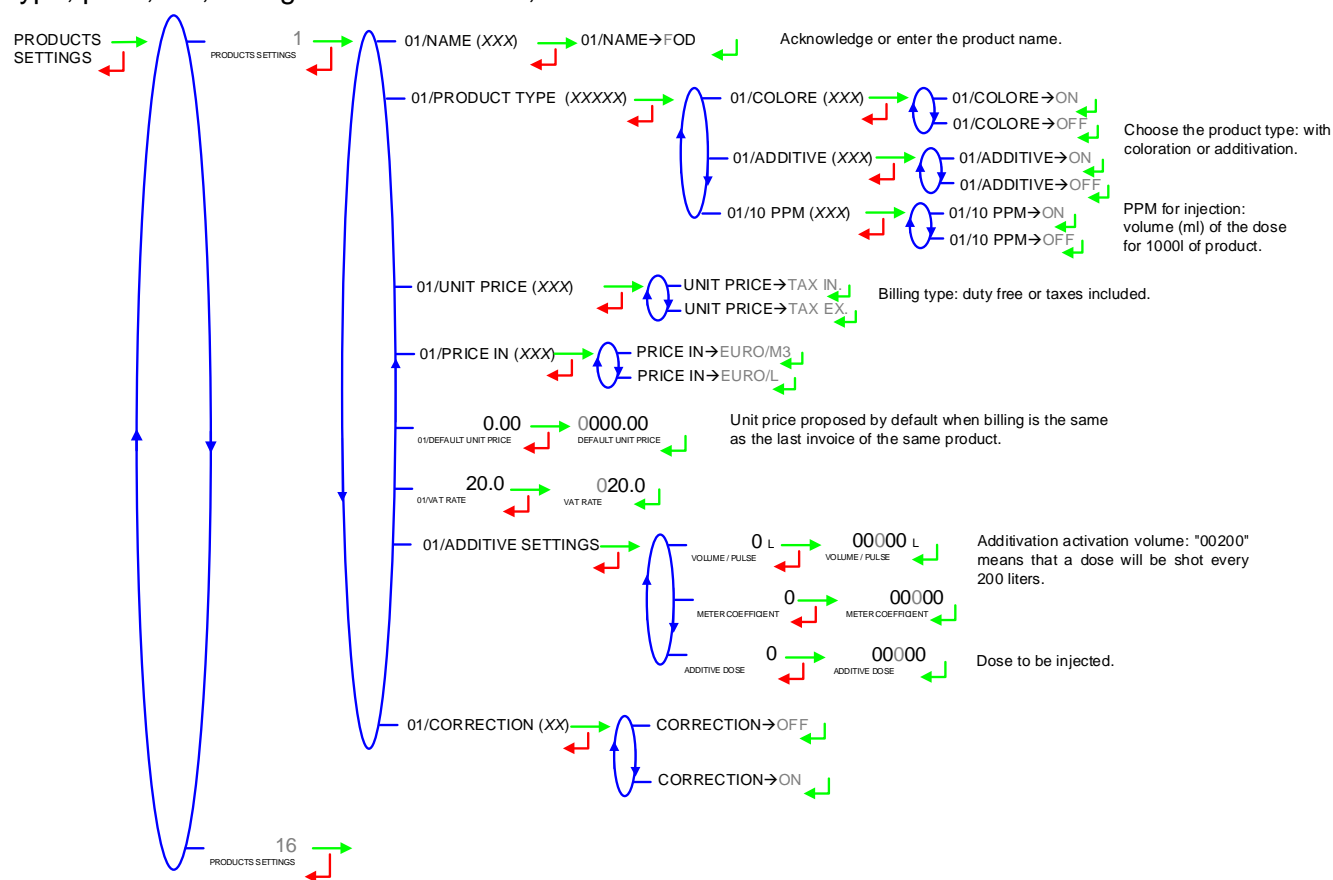 PRODUCTS
SETTINGS
1
PRODUCTS SETTINGS
01/NAME (XXX)
01/NAME→FOD
Acknowledge or enter the product name.
01/PRODUCT TYPE (XXXXX)
01/COLORE (XXX)
01/COLORE→ON
01/COLORE→OFF
Choose the product type: with
coloration or additivation.
01/ADDITIVE (XXX)
01/ADDITIVE→ON
01/ADDITIVE→OFF
01/10 PPM (XXX)
01/10 PPM→ON
01/10 PPM→OFF
PPM for injection:
volume (ml) of the dose
for 1000l of product.
01/UNIT PRICE (XXX)
UNIT PRICE→TAX IN.
UNIT PRICE→TAX EX.
Billing type: duty free or taxes included.
01/PRICE IN (XXX)
PRICE IN→EURO/M3
PRICE IN→EURO/L
0.00
01/DEFAULT UNIT PRICE
0000.00
DEFAULT UNIT PRICE
Unit price proposed by default when billing is the same
as the last invoice of the same product.
20.0
01/VAT RATE
020.0
VAT RATE
01/ADDITIVE SETTINGS
0 L
VOLUME / PULSE
00000 L
VOLUME / PULSE
Additivation activation volume: "00200"
means that a dose will be shot every
200 liters.
0
METER COEFFICIENT
00000
METER COEFFICIENT
0
ADDITIVE DOSE
00000
ADDITIVE DOSE
Dose to be injected.
01/CORRECTION (XX)
CORRECTION→OFF
CORRECTION→ON
16
PRODUCTS SETTINGS